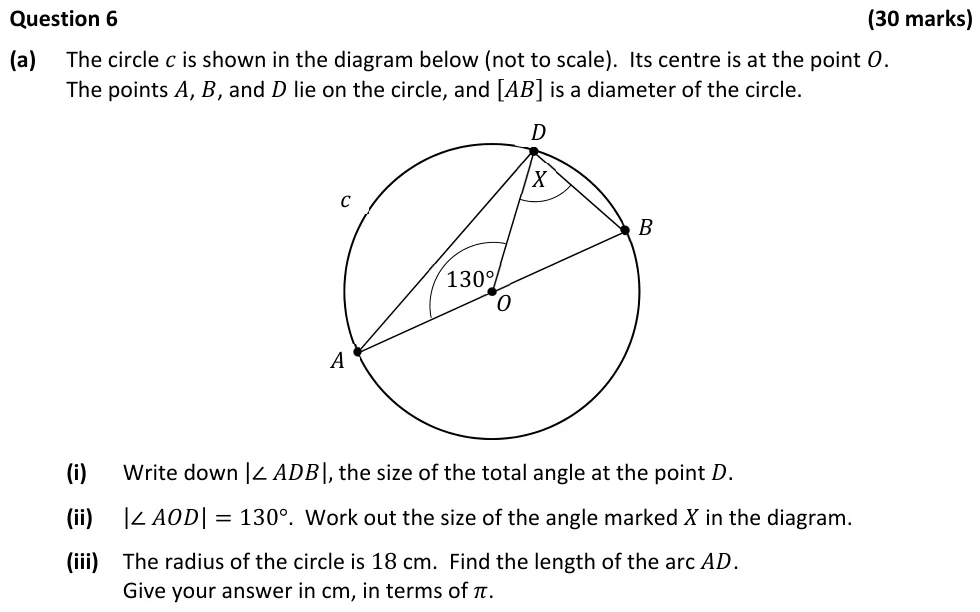 Question 6 (30 marks)
(a) The circle c is shown in the diagram below (not to scale). Its centre is at the point O.
The points A, B, and D lie on the circle, and [AB] is a diameter of the circle.
D
X
c
B
130°
O
A
(i) Write down |∠ ADB|, the size of the total angle at the point D.
(ii) |∠ AOD| = 130°. Work out the size of the angle marked X in the diagram.
(iii) The radius of the circle is 18 cm. Find the length of the arc AD.
Give your answer in cm, in terms of π.